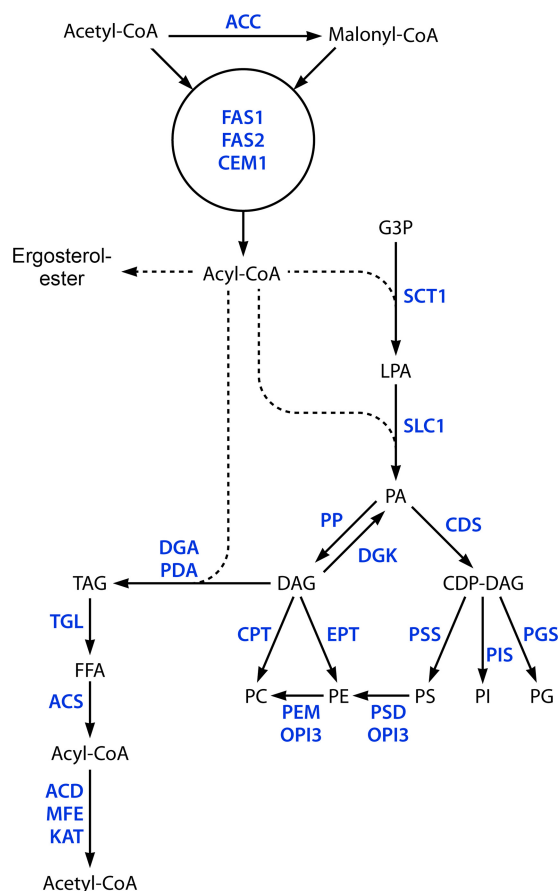 Acetyl-CoA
ACC
Malonyl-CoA
FAS1
FAS2
CEM1
G3P
Ergosterol-
ester
Acyl-CoA
SCT1
LPA
SLC1
PA
PP
CDS
DGK
DGA
PDA
TAG
DAG
CDP-DAG
TGL
CPT
EPT
PSS
PIS
PGS
FFA
ACS
PC
PE
PS
PI
PG
PEM
OPI3
PSD
OPI3
Acyl-CoA
ACD
MFE
KAT
Acetyl-CoA